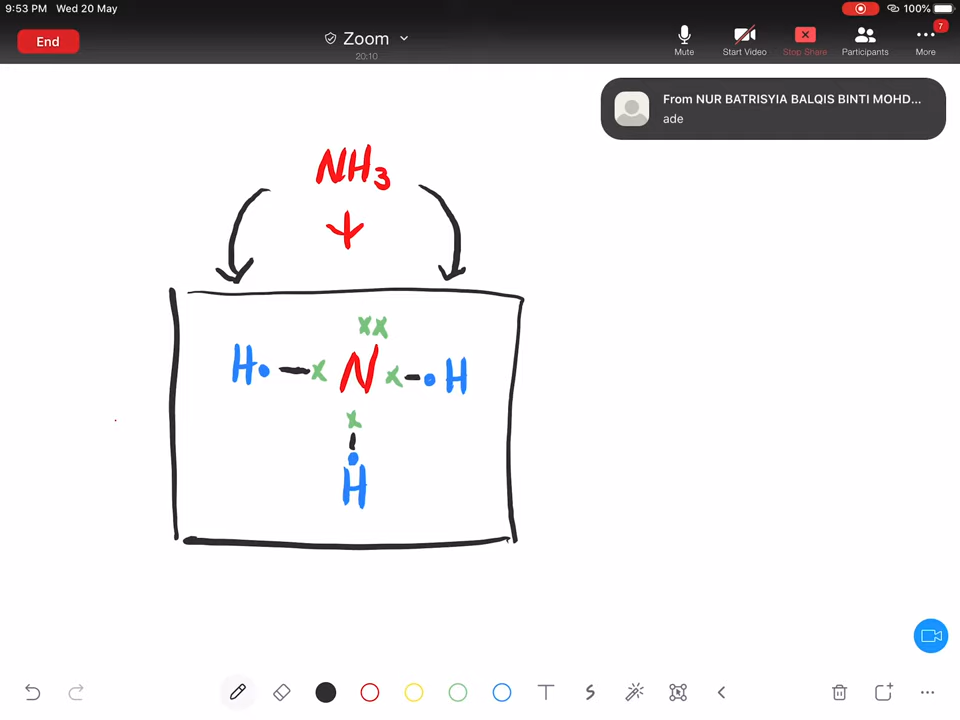 9:53 PM Wed 20 May
100%
End
Zoom
20:10
Mute
Start Video
Stop Share
Participants
7
More
From NUR BATRISYIA BALQIS BINTI MOHD...
ade
NH₃
xx
H x N x H
x
H
T